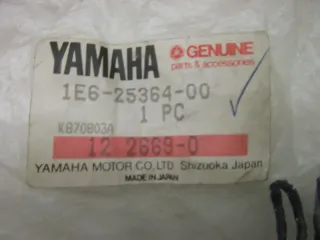 YAMAHA GENUINE
parts & accessories
1E6-25364-00
1 PC
K870803A
12 2669-0
YAMAHA MOTOR CO.,LTD Shizuoka Japan
MADE IN JAPAN